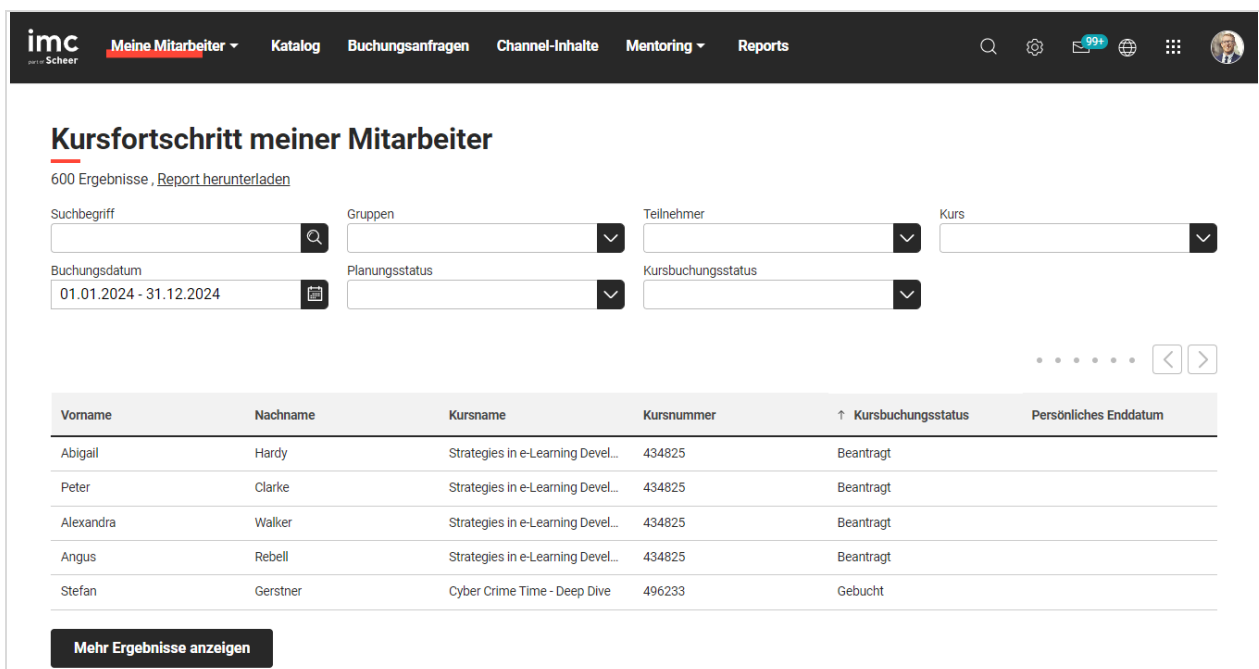 imc Meine Mitarbeiter Katalog Buchungsanfragen Channel-Inhalte Mentoring Reports 99+
part of Scheer
Kursfortschritt meiner Mitarbeiter
600 Ergebnisse , Report herunterladen
Suchbegriff Gruppen Teilnehmer Kurs
Buchungsdatum Planungsstatus Kursbuchungsstatus
01.01.2024 - 31.12.2024
Vorname Nachname Kursname Kursnummer ↑ Kursbuchungsstatus Persönliches Enddatum
Abigail Hardy Strategies in e-Learning Devel... 434825 Beantragt
Peter Clarke Strategies in e-Learning Devel... 434825 Beantragt
Alexandra Walker Strategies in e-Learning Devel... 434825 Beantragt
Angus Rebell Strategies in e-Learning Devel... 434825 Beantragt
Stefan Gerstner Cyber Crime Time - Deep Dive 496233 Gebucht
Mehr Ergebnisse anzeigen